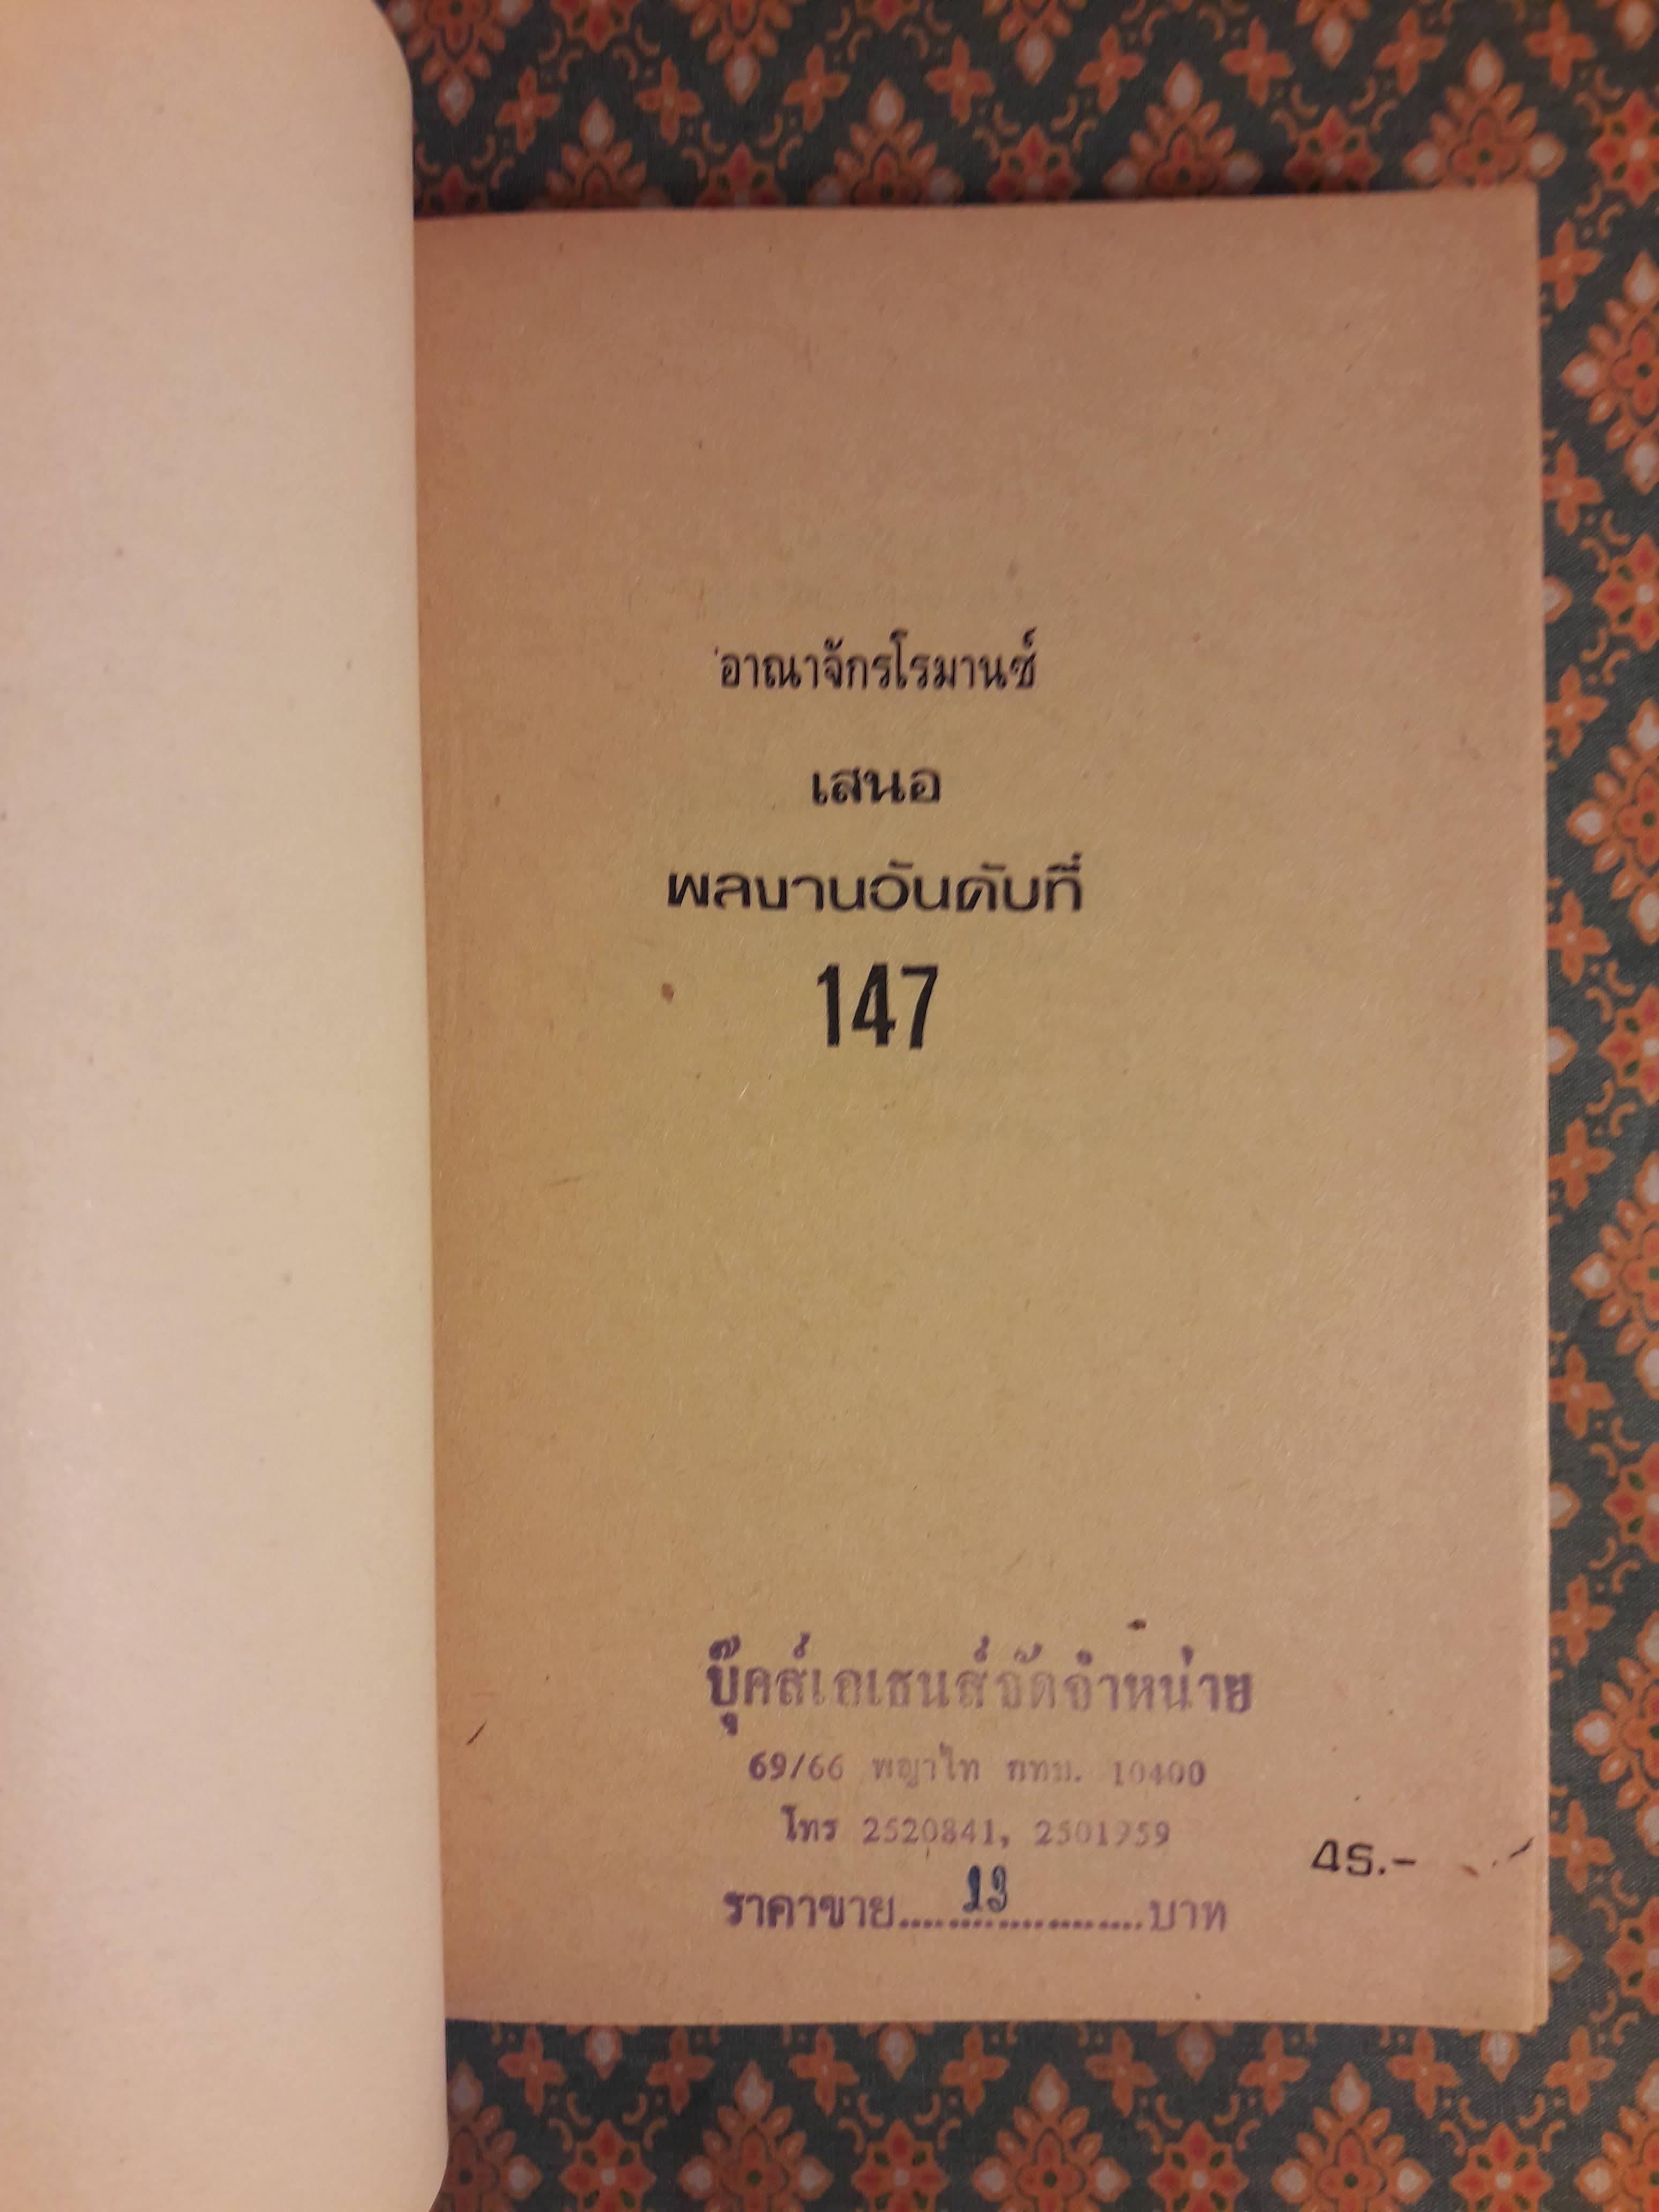 อาณาจักรโรมานซ์
เสนอ
ผลงานอันดับที่
147
บุ๊คส์เอเธนส์จัดจำหน่าย
69/66 พญาไท กทม. 10400
โทร 2520841, 2501959
45.-
ราคาขาย......13......บาท